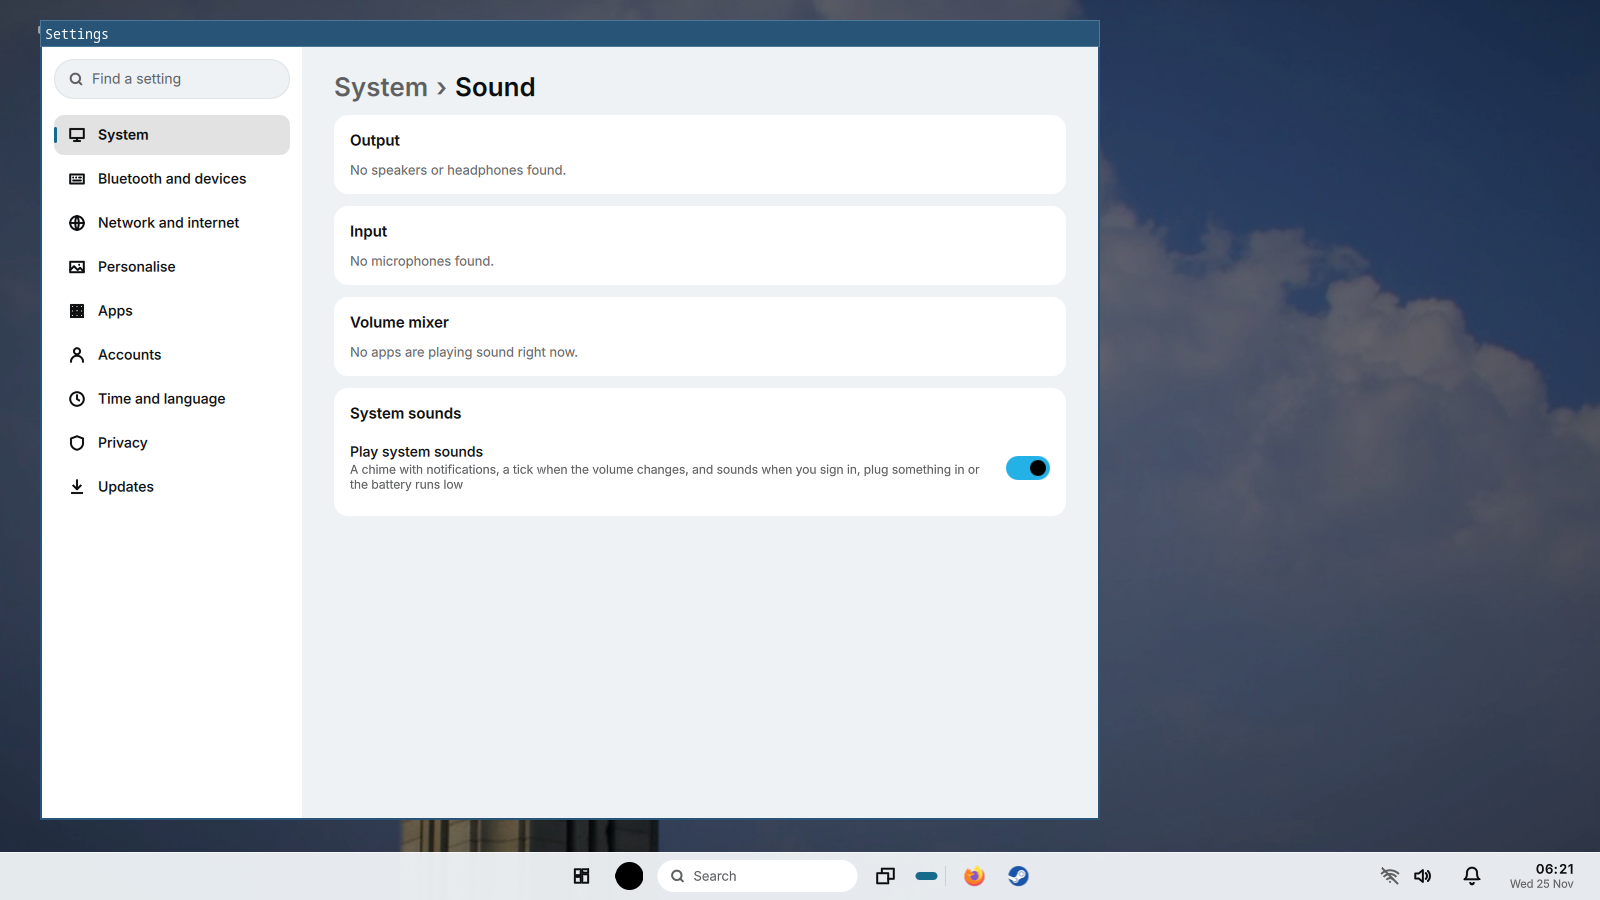 Settings
Find a setting
System
Bluetooth and devices
Network and internet
Personalise
Apps
Accounts
Time and language
Privacy
Updates
System › Sound
Output
No speakers or headphones found.
Input
No microphones found.
Volume mixer
No apps are playing sound right now.
System sounds
Play system sounds
A chime with notifications, a tick when the volume changes, and sounds when you sign in, plug something in or
the battery runs low
Search
06:21
Wed 25 Nov